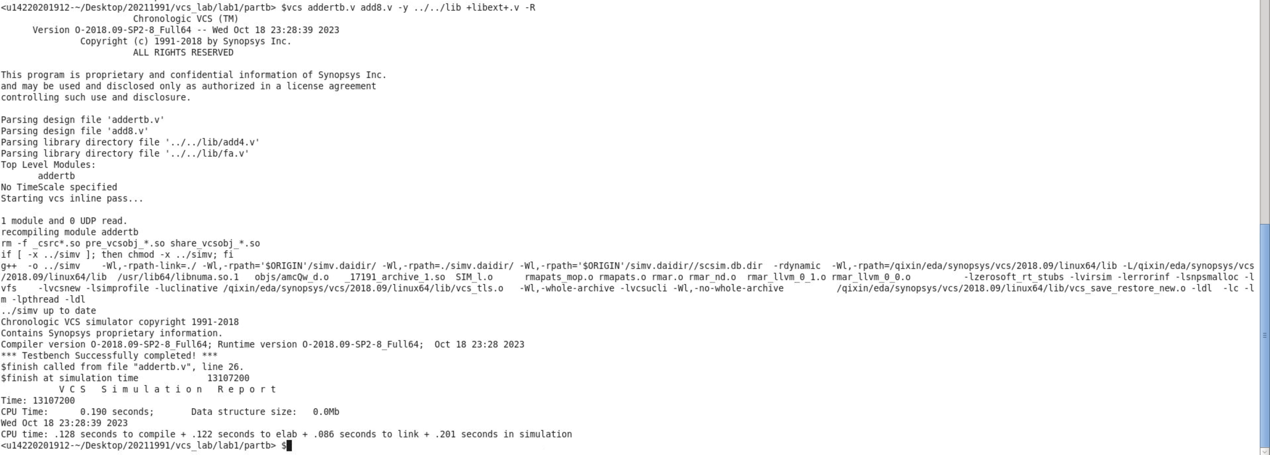 <u14220201912-~/Desktop/20211991/vcs_lab/lab1/partb> $vcs addertb.v add8.v -y ../../lib +libext+.v -R
Chronologic VCS (TM)
Version O-2018.09-SP2-8_Full64 -- Wed Oct 18 23:28:39 2023
Copyright (c) 1991-2018 by Synopsys Inc.
ALL RIGHTS RESERVED
This program is proprietary and confidential information of Synopsys Inc.
and may be used and disclosed only as authorized in a license agreement
controlling such use and disclosure.
Parsing design file 'addertb.v'
Parsing design file 'add8.v'
Parsing library directory file '../../lib/add4.v'
Parsing library directory file '../../lib/fa.v'
Top Level Modules:
addertb
No TimeScale specified
Starting vcs inline pass...
1 module and 0 UDP read.
recompiling module addertb
rm -f _csrc*.so pre_vcsobj_*.so share_vcsobj_*.so
if [ -x ../simv ]; then chmod -x ../simv; fi
g++  -o ../simv    -Wl,-rpath-link=./ -Wl,-rpath='$ORIGIN'/simv.daidir/ -Wl,-rpath=./simv.daidir/ -Wl,-rpath='$ORIGIN'/simv.daidir//scsim.db.dir  -rdynamic  -Wl,-rpath=/qixin/eda/synopsys/vcs/2018.09/linux64/lib -L/qixin/eda/synopsys/vcs
/2018.09/linux64/lib  /usr/lib64/libnuma.so.1   objs/amcQw_d.o   _17191_archive_1.so  SIM_l.o      rmapats_mop.o rmapats.o rmar.o rmar_nd.o  rmar_llvm_0_1.o rmar_llvm_0_0.o          -lzerosoft_rt_stubs -lvirsim -lerrorinf -lsnpsmalloc -l
vfs    -lvcsnew -lsimprofile -luclinative /qixin/eda/synopsys/vcs/2018.09/linux64/lib/vcs_tls.o   -Wl,-whole-archive -lvcsucli -Wl,-no-whole-archive          /qixin/eda/synopsys/vcs/2018.09/linux64/lib/vcs_save_restore_new.o -ldl  -lc -l
m -lpthread -ldl
../simv up to date
Chronologic VCS simulator copyright 1991-2018
Contains Synopsys proprietary information.
Compiler version O-2018.09-SP2-8_Full64; Runtime version O-2018.09-SP2-8_Full64;  Oct 18 23:28 2023
*** Testbench Successfully completed! ***
$finish called from file "addertb.v", line 26.
$finish at simulation time             13107200
V C S   S i m u l a t i o n   R e p o r t
Time: 13107200
CPU Time:      0.190 seconds;       Data structure size:   0.0Mb
Wed Oct 18 23:28:39 2023
CPU time: .128 seconds to compile + .122 seconds to elab + .086 seconds to link + .201 seconds in simulation
<u14220201912-~/Desktop/20211991/vcs_lab/lab1/partb> $